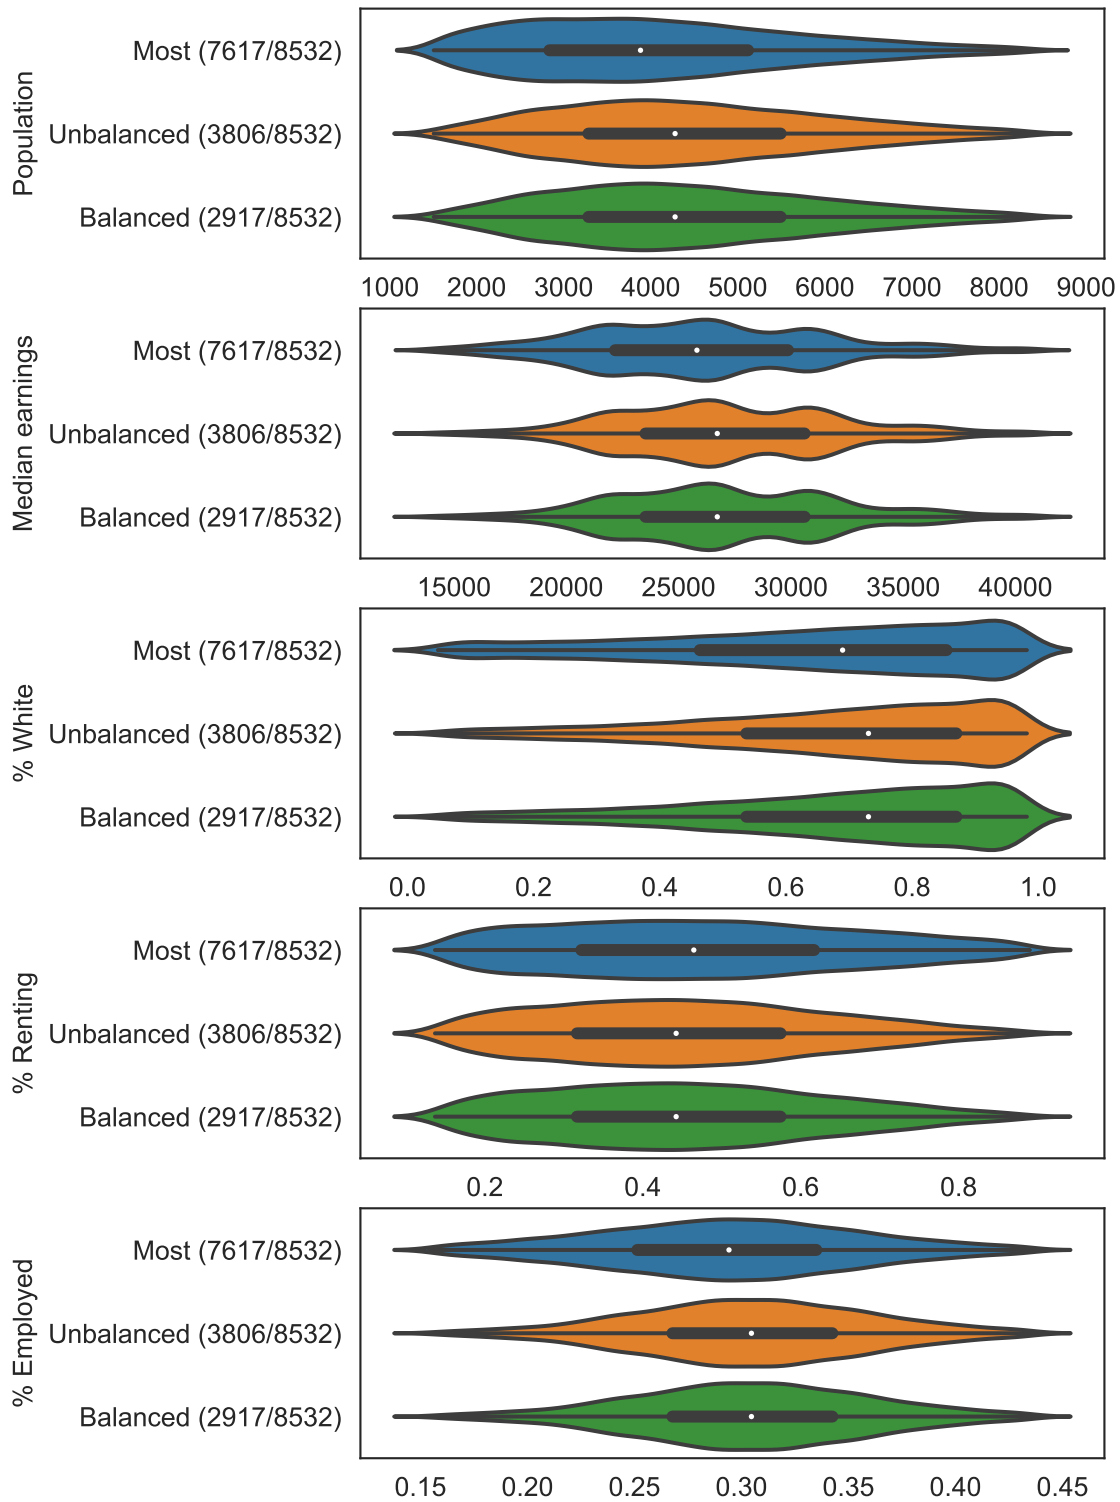 Population
Most (7617/8532)
Unbalanced (3806/8532)
Balanced (2917/8532)
1000 2000 3000 4000 5000 6000 7000 8000 9000
Median earnings
Most (7617/8532)
Unbalanced (3806/8532)
Balanced (2917/8532)
15000 20000 25000 30000 35000 40000
% White
Most (7617/8532)
Unbalanced (3806/8532)
Balanced (2917/8532)
0.0 0.2 0.4 0.6 0.8 1.0
% Renting
Most (7617/8532)
Unbalanced (3806/8532)
Balanced (2917/8532)
0.2 0.4 0.6 0.8
% Employed
Most (7617/8532)
Unbalanced (3806/8532)
Balanced (2917/8532)
0.15 0.20 0.25 0.30 0.35 0.40 0.45